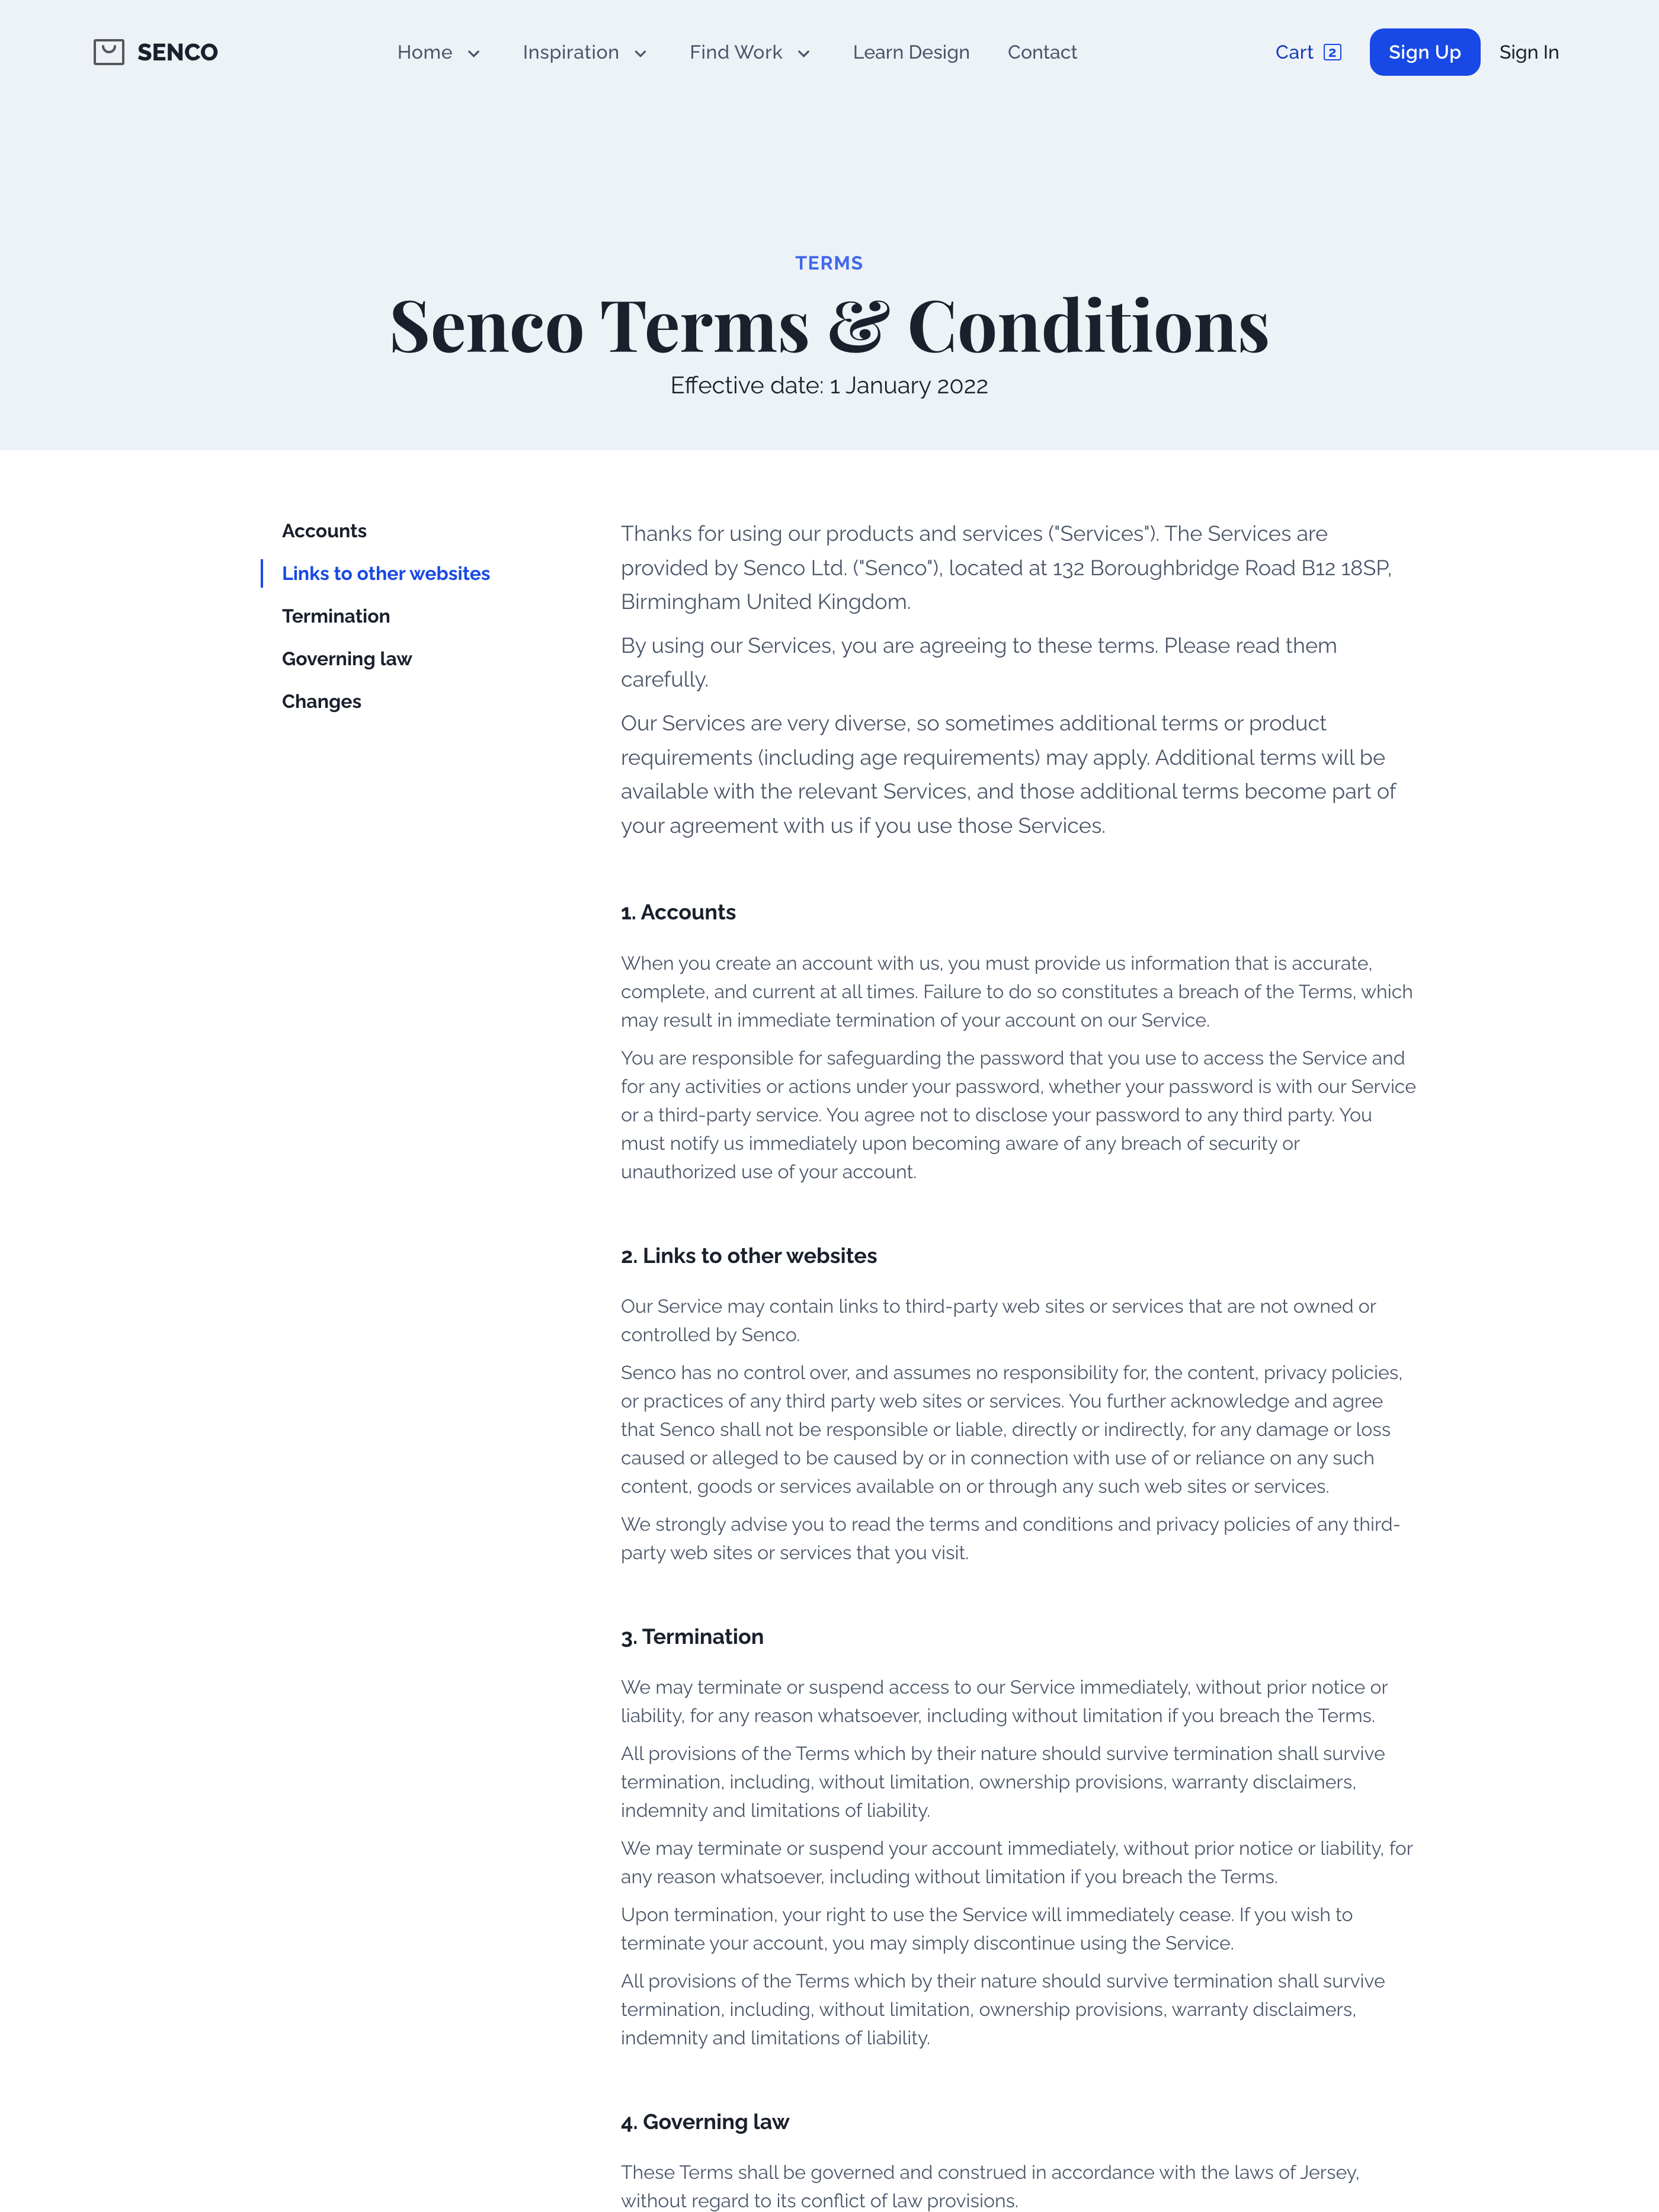 SENCO
Home
Inspiration
Find Work
Learn Design
Contact
Cart 2
Sign Up
Sign In
TERMS
Senco Terms & Conditions
Effective date: 1 January 2022
Accounts
Links to other websites
Termination
Governing law
Changes
Thanks for using our products and services ("Services"). The Services are
provided by Senco Ltd. ("Senco"), located at 132 Boroughbridge Road B12 18SP,
Birmingham United Kingdom.
By using our Services, you are agreeing to these terms. Please read them
carefully.
Our Services are very diverse, so sometimes additional terms or product
requirements (including age requirements) may apply. Additional terms will be
available with the relevant Services, and those additional terms become part of
your agreement with us if you use those Services.
1. Accounts
When you create an account with us, you must provide us information that is accurate,
complete, and current at all times. Failure to do so constitutes a breach of the Terms, which
may result in immediate termination of your account on our Service.
You are responsible for safeguarding the password that you use to access the Service and
for any activities or actions under your password, whether your password is with our Service
or a third-party service. You agree not to disclose your password to any third party. You
must notify us immediately upon becoming aware of any breach of security or
unauthorized use of your account.
2. Links to other websites
Our Service may contain links to third-party web sites or services that are not owned or
controlled by Senco.
Senco has no control over, and assumes no responsibility for, the content, privacy policies,
or practices of any third party web sites or services. You further acknowledge and agree
that Senco shall not be responsible or liable, directly or indirectly, for any damage or loss
caused or alleged to be caused by or in connection with use of or reliance on any such
content, goods or services available on or through any such web sites or services.
We strongly advise you to read the terms and conditions and privacy policies of any third-
party web sites or services that you visit.
3. Termination
We may terminate or suspend access to our Service immediately, without prior notice or
liability, for any reason whatsoever, including without limitation if you breach the Terms.
All provisions of the Terms which by their nature should survive termination shall survive
termination, including, without limitation, ownership provisions, warranty disclaimers,
indemnity and limitations of liability.
We may terminate or suspend your account immediately, without prior notice or liability, for
any reason whatsoever, including without limitation if you breach the Terms.
Upon termination, your right to use the Service will immediately cease. If you wish to
terminate your account, you may simply discontinue using the Service.
All provisions of the Terms which by their nature should survive termination shall survive
termination, including, without limitation, ownership provisions, warranty disclaimers,
indemnity and limitations of liability.
4. Governing law
These Terms shall be governed and construed in accordance with the laws of Jersey,
without regard to its conflict of law provisions.